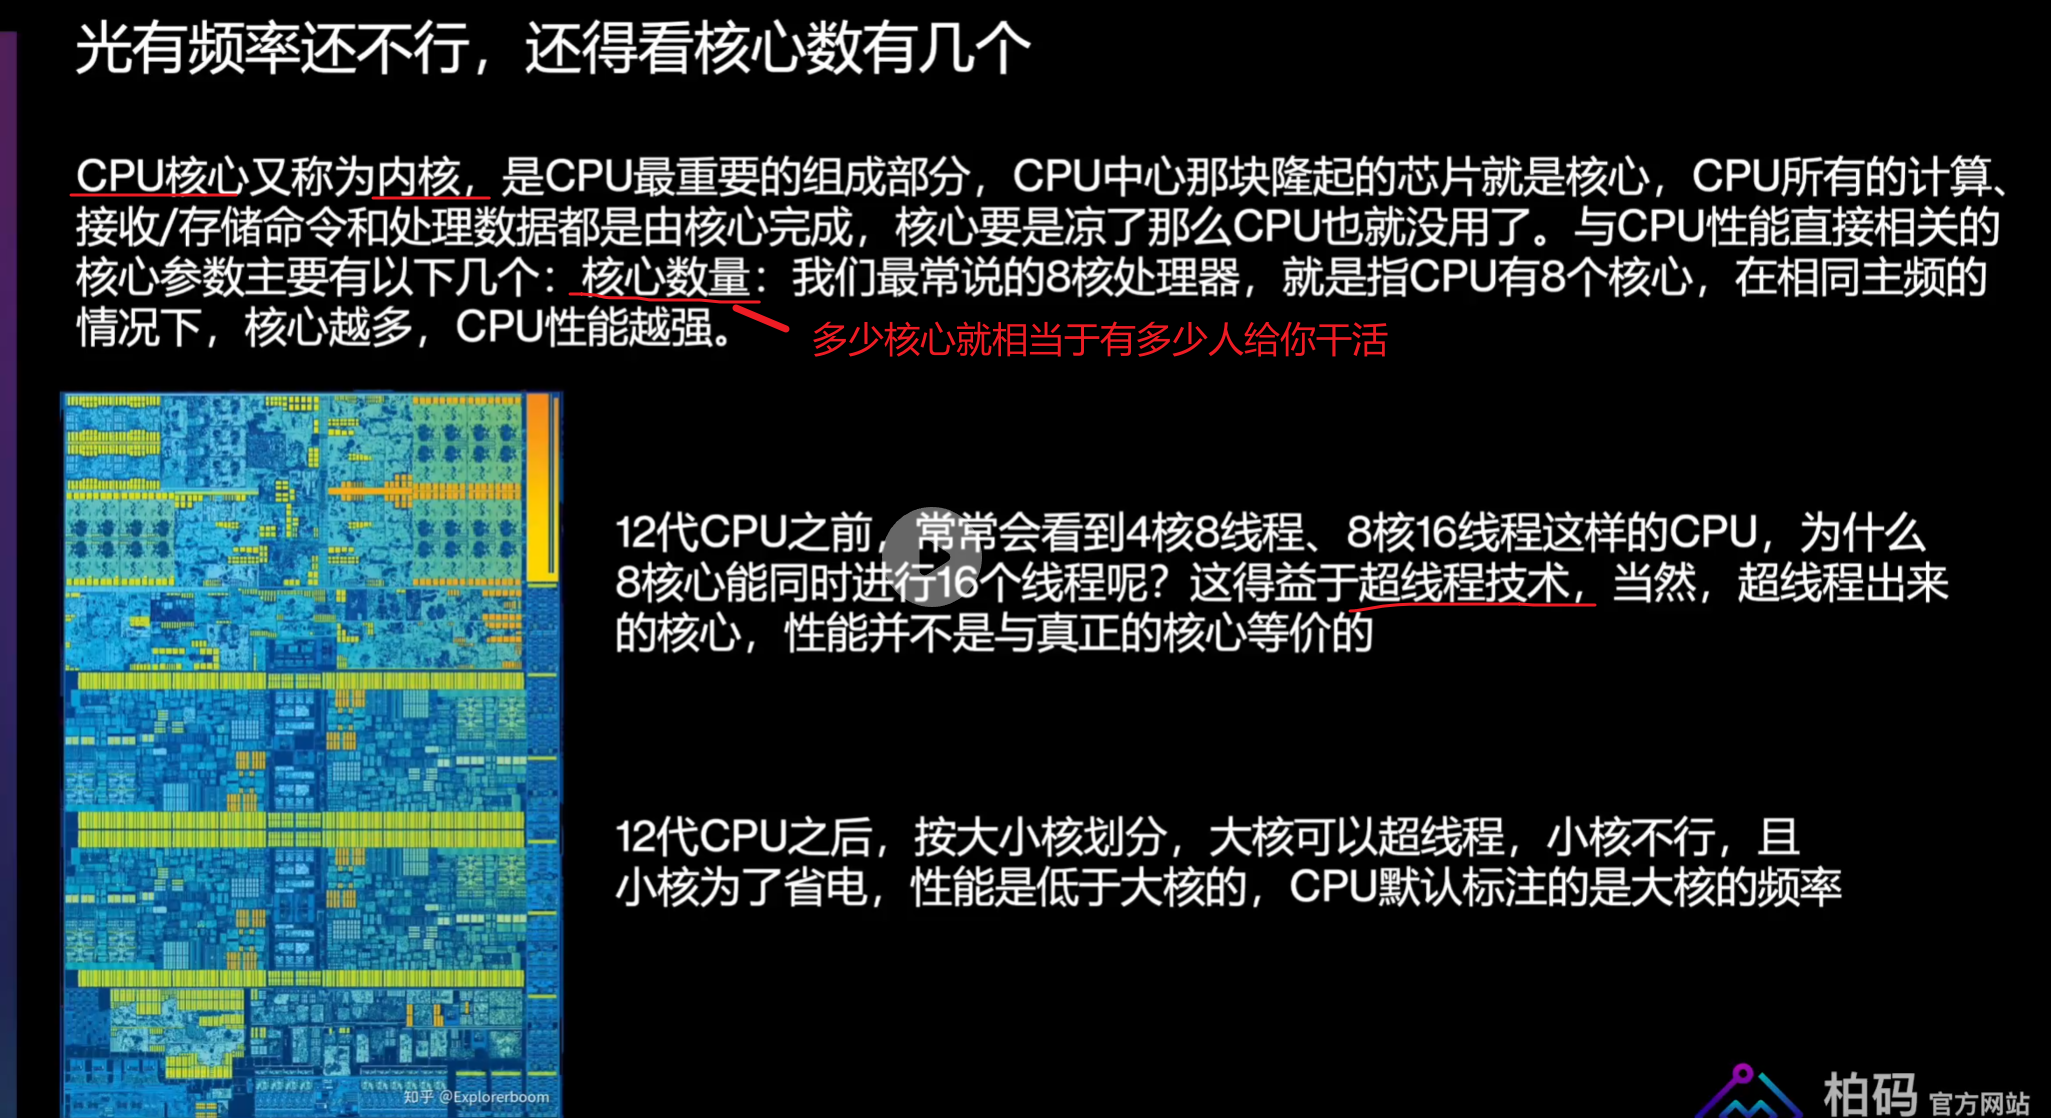 光有频率还不行，还得看核心数有几个
CPU核心又称为内核，是CPU最重要的组成部分，CPU中心那块隆起的芯片就是核心，CPU所有的计算、
接收/存储命令和处理数据都是由核心完成，核心要是凉了那么CPU也就没用了。与CPU性能直接相关的
核心参数主要有以下几个：核心数量：我们最常说的8核处理器，就是指CPU有8个核心，在相同主频的
情况下，核心越多，CPU性能越强。
多少核心就相当于有多少人给你干活
12代CPU之前，常常会看到4核8线程、8核16线程这样的CPU，为什么
8核心能同时进行16个线程呢？这得益于超线程技术，当然，超线程出来
的核心，性能并不是与真正的核心等价的
12代CPU之后，按大小核划分，大核可以超线程，小核不行，且
小核为了省电，性能是低于大核的，CPU默认标注的是大核的频率
知乎 @Explorerboom
柏码 官方网站